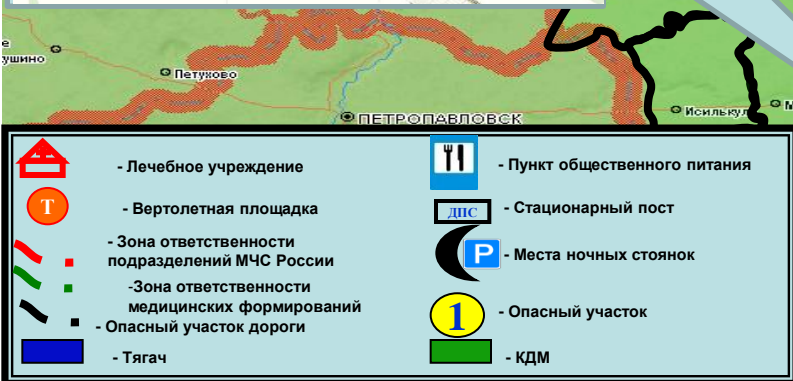 е
ушино
Петухово
ПЕТРОПАВЛОВСК
Исилькул
М
- Лечебное учреждение
Т
- Вертолетная площадка
- Зона ответственности
подразделений МЧС России
-Зона ответственности
медицинских формирований
- Опасный участок дороги
- Тягач
- Пункт общественного питания
ДПС
- Стационарный пост
Р
- Места ночных стоянок
1
- Опасный участок
- КДМ